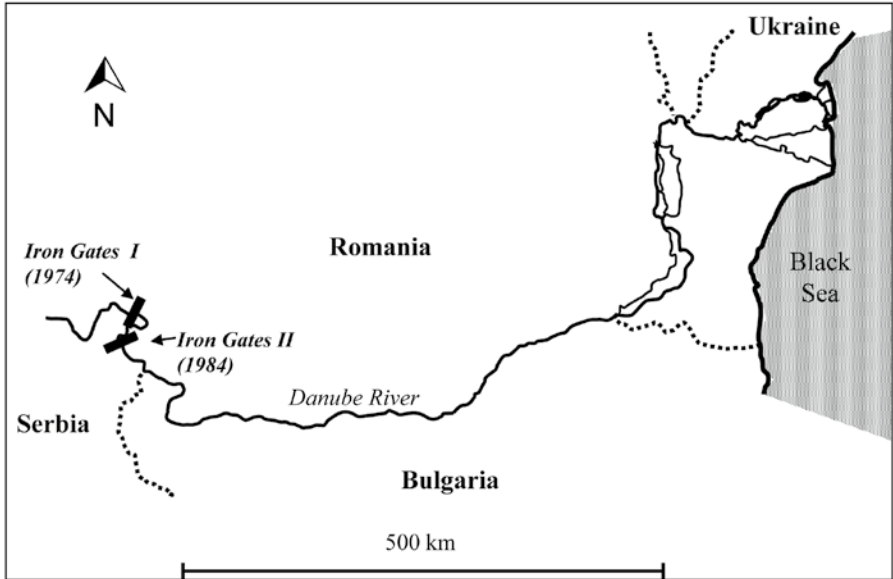 Ukraine
N
Romania
Iron Gates I
(1974)
Black
Sea
Iron Gates II
(1984)
Danube River
Serbia
Bulgaria
500 km